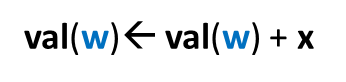 val(w)← val(w) + x